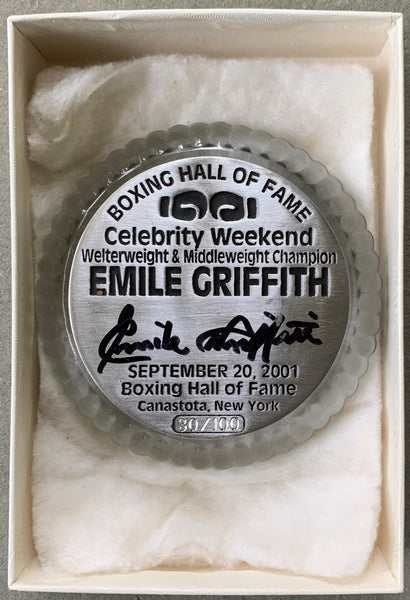 BOXING HALL OF FAME
Celebrity Weekend
Welterweight & Middleweight Champion
EMILE GRIFFITH
Emile Griffith
SEPTEMBER 20, 2001
Boxing Hall of Fame
Canastota, New York
30/100